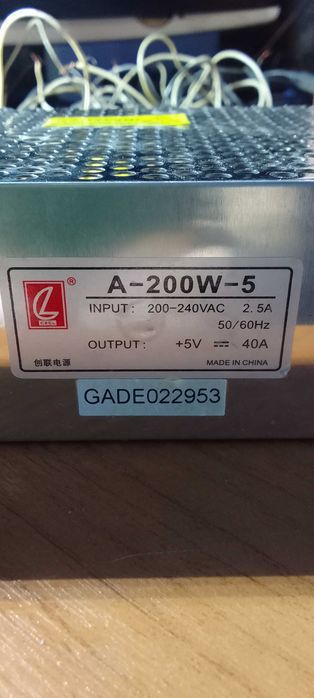 ®
A-200W-5
INPUT: 200-240VAC 2.5A
50/60Hz
OUTPUT: +5V ⎓ 40A
创联电源
MADE IN CHINA
GADE022953